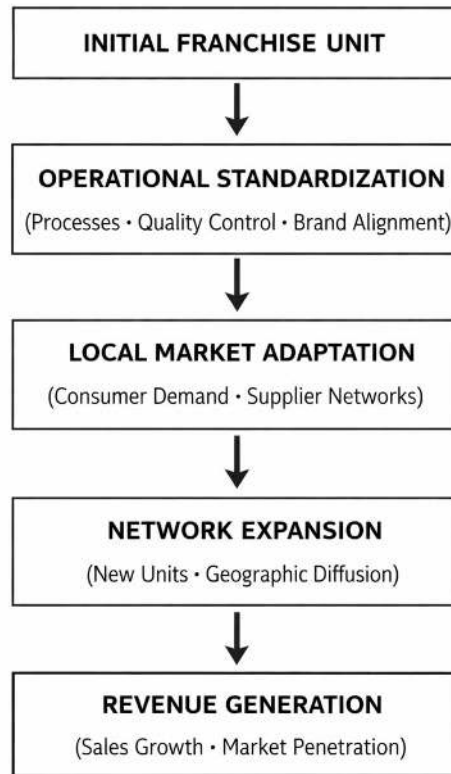 INITIAL FRANCHISE UNIT
OPERATIONAL STANDARDIZATION
(Processes · Quality Control · Brand Alignment)
LOCAL MARKET ADAPTATION
(Consumer Demand · Supplier Networks)
NETWORK EXPANSION
(New Units · Geographic Diffusion)
REVENUE GENERATION
(Sales Growth · Market Penetration)